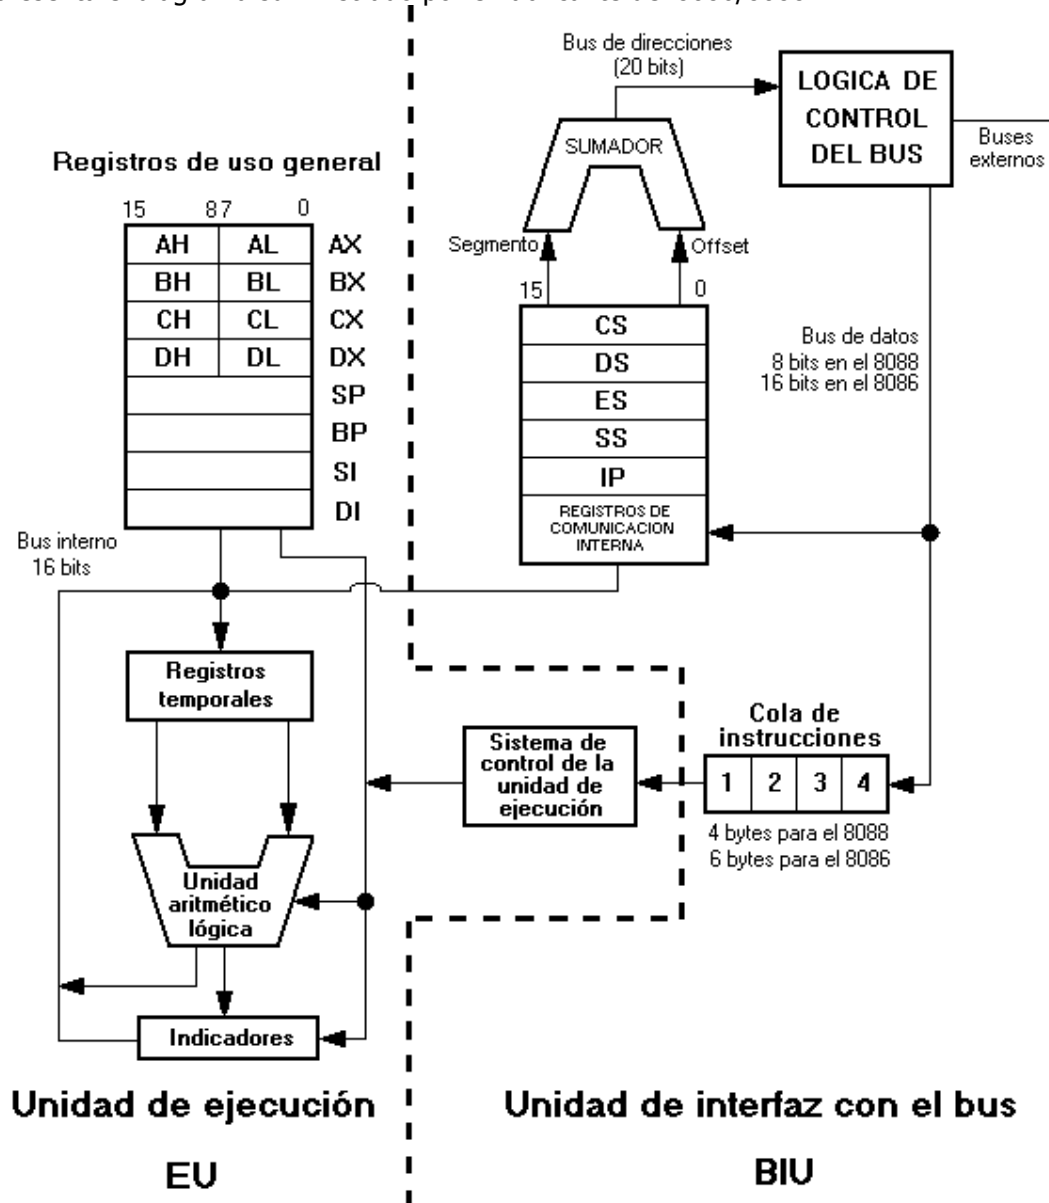 Bus de direcciones
(20 bits)
LOGICA DE
CONTROL
DEL BUS
Buses
externos
SUMADOR
Registros de uso general
15 87 0
AH AL AX
BH BL BX
CH CL CX
DH DL DX
SP
BP
SI
DI
Segmento
Offset
15 0
CS
DS
ES
SS
IP
REGISTROS DE
COMUNICACION
INTERNA
Bus de datos
8 bits en el 8088
16 bits en el 8086
Bus interno
16 bits
Registros
temporales
Sistema de
control de la
unidad de
ejecución
Cola de
instrucciones
1 2 3 4
4 bytes para el 8088
6 bytes para el 8086
Unidad
aritmético
lógica
Indicadores
Unidad de ejecución
EU
Unidad de interfaz con el bus
BIU